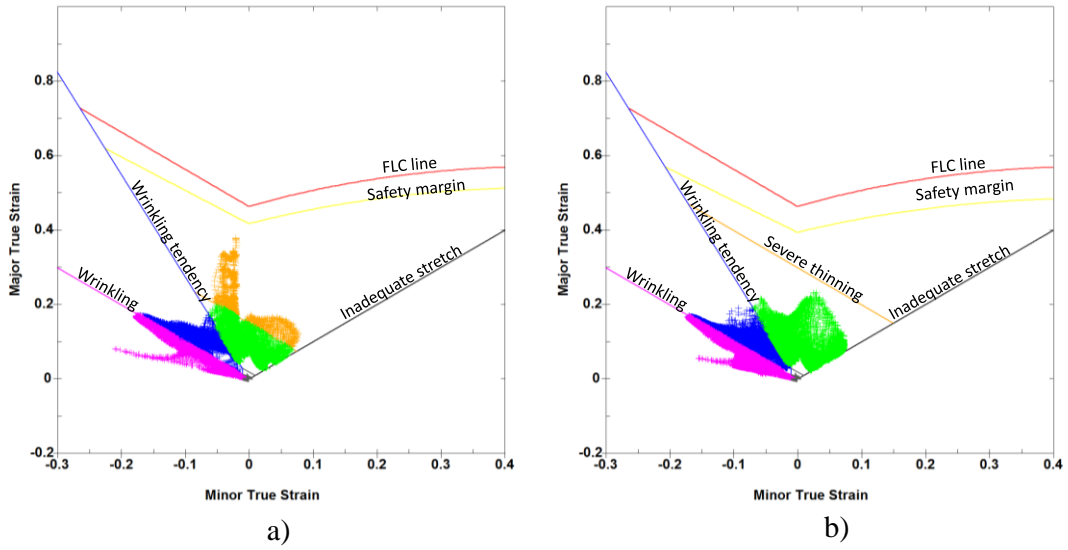 0.8
0.6
0.4
0.2
0
-0.2
-0.3
-0.2
-0.1
0
0.1
0.2
0.3
0.4
Major True Strain
Minor True Strain
FLC line
Safety margin
Wrinkling tendency
Wrinkling
Inadequate stretch
a)
0.8
0.6
0.4
0.2
0
-0.2
-0.3
-0.2
-0.1
0
0.1
0.2
0.3
0.4
Major True Strain
Minor True Strain
FLC line
Safety margin
Wrinkling tendency
Severe thinning
Wrinkling
Inadequate stretch
b)